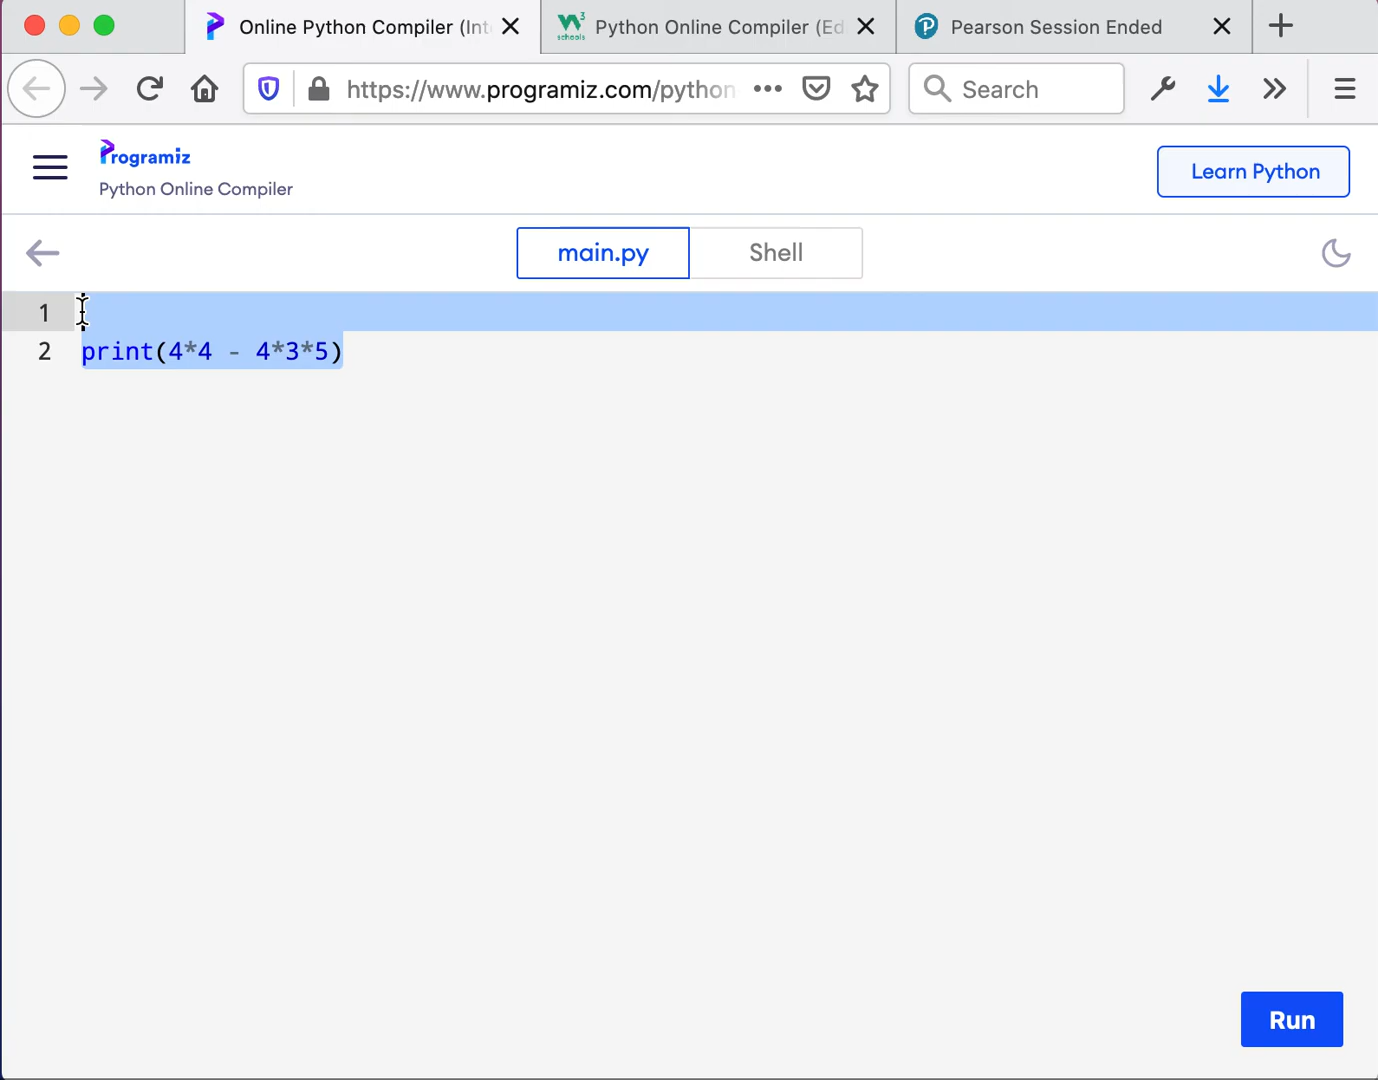 Online Python Compiler (Int
Python Online Compiler (Ed
Pearson Session Ended
https://www.programiz.com/python
Search
Programiz
Python Online Compiler
Learn Python
main.py
Shell
1
2 print(4*4 - 4*3*5)
Run